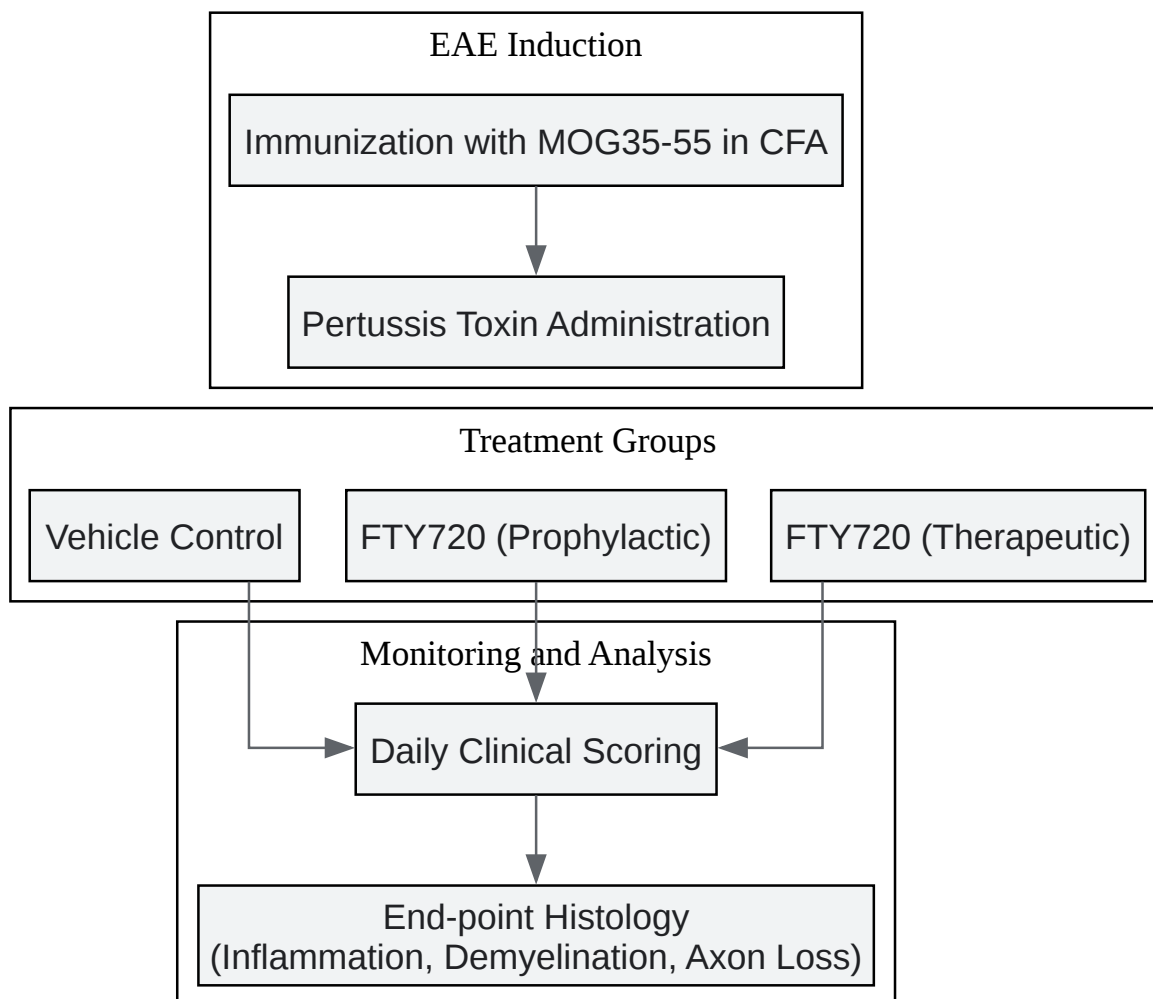 EAE Induction
Immunization with MOG35-55 in CFA
Pertussis Toxin Administration
Treatment Groups
Vehicle Control
FTY720 (Prophylactic)
FTY720 (Therapeutic)
Monitoring and Analysis
Daily Clinical Scoring
End-point Histology
(Inflammation, Demyelination, Axon Loss)